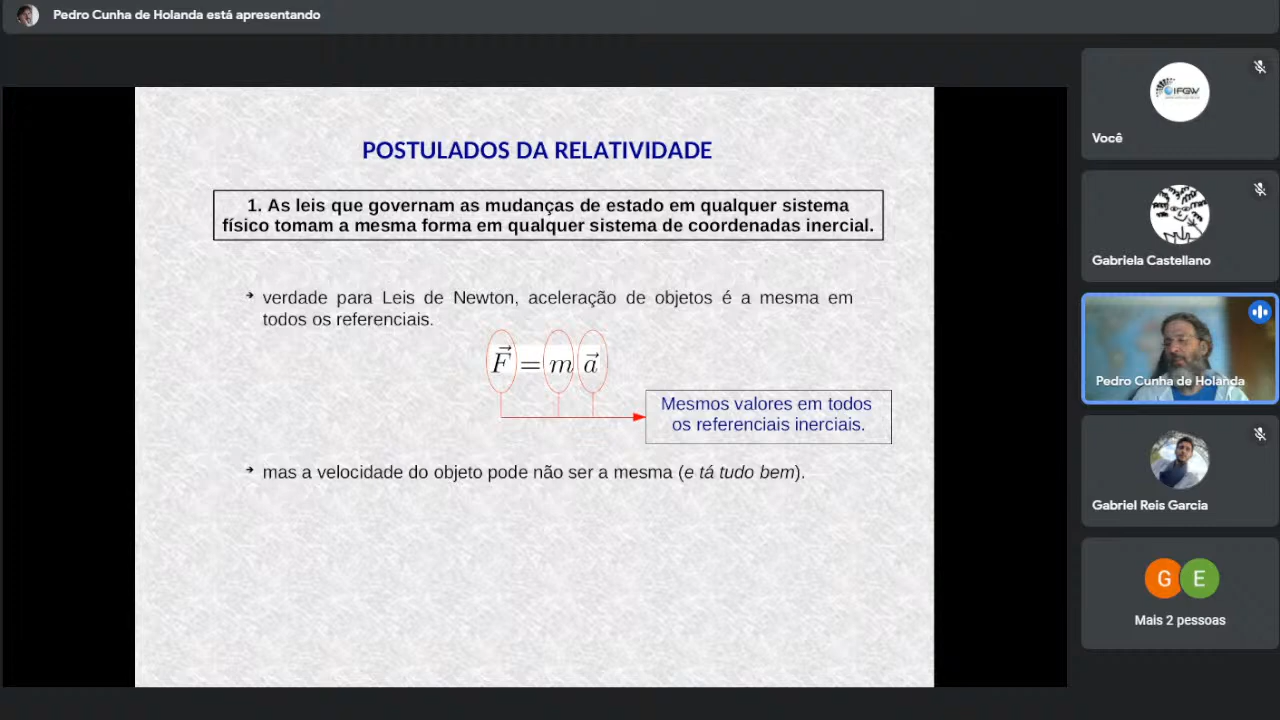 Pedro Cunha de Holanda está apresentando
POSTULADOS DA RELATIVIDADE
1. As leis que governam as mudanças de estado em qualquer sistema
físico tomam a mesma forma em qualquer sistema de coordenadas inercial.
verdade para Leis de Newton, aceleração de objetos é a mesma em
todos os referenciais.
F = m a
Mesmos valores em todos
os referenciais inerciais.
mas a velocidade do objeto pode não ser a mesma (e tá tudo bem).
IFGW
Você
Gabriela Castellano
Pedro Cunha de Holanda
Gabriel Reis Garcia
G E
Mais 2 pessoas